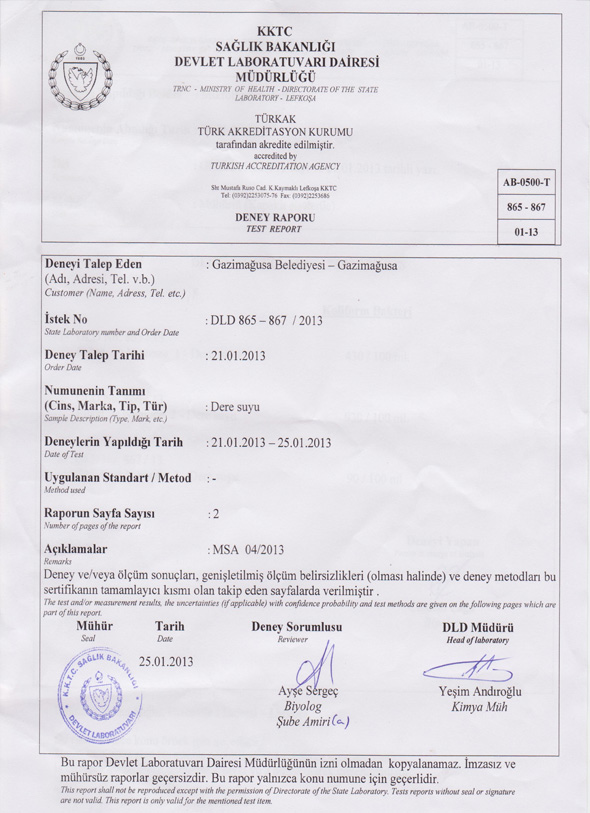 KKTC
SAĞLIK BAKANLIĞI
DEVLET LABORATUVARI DAİRESİ
MÜDÜRLÜĞÜ
TRNC - MINISTRY OF HEALTH - DIRECTORATE OF THE STATE
LABORATORY - LEFKOŞA
TÜRKAK
TÜRK AKREDİTASYON KURUMU
tarafından akredite edilmiştir.
accredited by
TURKISH ACCREDITATION AGENCY
Şht Mustafa Ruso Cad. K.Kaymaklı Lefkoşa KKTC
Tel: (0392)2253075-76 Fax: (0392)2253686
DENEY RAPORU
TEST REPORT
AB-0500-T
865 - 867
01-13
Deneyi Talep Eden : Gazimağusa Belediyesi – Gazimağusa
(Adı, Adresi, Tel. v.b.)
Customer (Name, Adress, Tel. etc.)
İstek No : DLD 865 – 867 / 2013
State Laboratory number and Order Date
Deney Talep Tarihi : 21.01.2013
Order Date
Numunenin Tanımı
(Cins, Marka, Tip, Tür) : Dere suyu
Sample Description (Type, Mark, etc.)
Deneylerin Yapıldığı Tarih : 21.01.2013 – 25.01.2013
Date of Test
Uygulanan Standart / Metod : -
Method used
Raporun Sayfa Sayısı : 2
Number of pages of the report
Açıklamalar : MSA 04/2013
Remarks
Deney ve/veya ölçüm sonuçları, genişletilmiş ölçüm belirsizlikleri (olması halinde) ve deney metodları bu
sertifikanın tamamlayıcı kısmı olan takip eden sayfalarda verilmiştir .
The test and/or measurement results, the uncertainties (if applicable) with confidence probability and test methods are given on the following pages which are
part of this report.
Mühür Tarih Deney Sorumlusu DLD Müdürü
Seal Date Reviewer Head of laboratory
K.K.T.C. SAĞLIK BAKANLIĞI
DEVLET LABORATUVARI
25.01.2013
Ayşe Sergeç Yeşim Andıroğlu
Biyolog Kimya Müh
Şube Amiri (a)
Bu rapor Devlet Laboratuvarı Dairesi Müdürlüğünün izni olmadan kopyalanamaz. İmzasız ve
mühürsüz raporlar geçersizdir. Bu rapor yalnızca konu numune için geçerlidir.
This report shall not be reproduced except with the permission of Directorate of the State Laboratory. Tests reports without seal or signature
are not valid. This report is only valid for the mentioned test item.